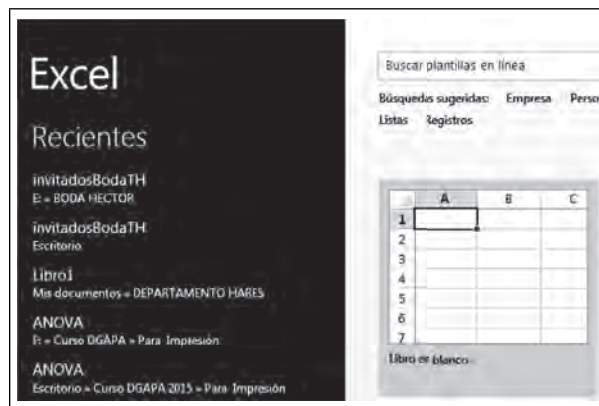 Excel
Recientes
invitadosBodaTH
E: » BODA HECTOR
invitadosBodaTH
Escritorio
Libro1
Mis documentos » DEPARTAMENTO HARES
ANOVA
» Curso DGAPA » Para Impresión
ANOVA
Escritorio » Curso DGAPA 2015 » Para Impresión
Buscar plantillas en línea
Búsquedas sugeridas: Empresa Perso
Listas Registros
A B C
1
2
3
4
5
6
7
Libro en blanco